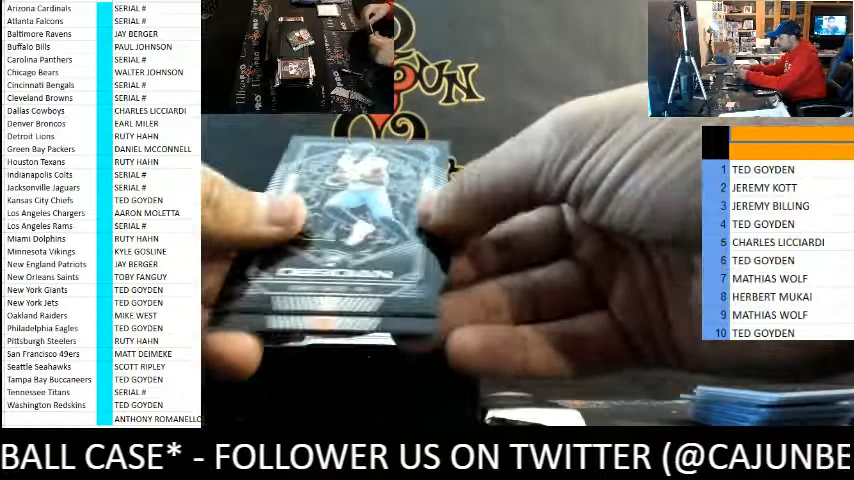 Arizona Cardinals SERIAL #
Atlanta Falcons SERIAL #
Baltimore Ravens JAY BERGER
Buffalo Bills PAUL JOHNSON
Carolina Panthers SERIAL #
Chicago Bears WALTER JOHNSON
Cincinnati Bengals SERIAL #
Cleveland Browns SERIAL #
Dallas Cowboys CHARLES LICCIARDI
Denver Broncos EARL MILER
Detroit Lions RUTY HAHN
Green Bay Packers DANIEL MCCONNELL
Houston Texans RUTY HAHN
Indianapolis Colts SERIAL #
Jacksonville Jaguars SERIAL #
Kansas City Chiefs TED GOYDEN
Los Angeles Chargers AARON MOLETTA
Los Angeles Rams SERIAL #
Miami Dolphins RUTY HAHN
Minnesota Vikings KYLE GOSLINE
New England Patriots JAY BERGER
New Orleans Saints TOBY FANGUY
New York Giants TED GOYDEN
New York Jets TED GOYDEN
Oakland Raiders MIKE WEST
Philadelphia Eagles TED GOYDEN
Pittsburgh Steelers RUTY HAHN
San Francisco 49ers MATT DEIMEKE
Seattle Seahawks SCOTT RIPLEY
Tampa Bay Buccaneers TED GOYDEN
Tennessee Titans SERIAL #
Washington Redskins TED GOYDEN
ANTHONY ROMANELLO
OBSIDIAN
1 TED GOYDEN
2 JEREMY KOTT
3 JEREMY BILLING
4 TED GOYDEN
5 CHARLES LICCIARDI
6 TED GOYDEN
7 MATHIAS WOLF
8 HERBERT MUKAI
9 MATHIAS WOLF
10 TED GOYDEN
BALL CASE* - FOLLOWER US ON TWITTER (@CAJUNBE